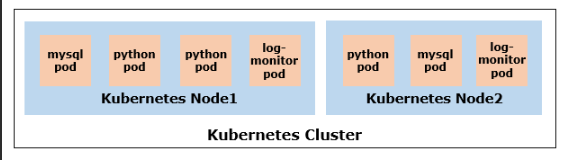 mysql
pod
python
pod
python
pod
log-
monitor
pod
Kubernetes Node1
python
pod
mysql
pod
log-
monitor
pod
Kubernetes Node2
Kubernetes Cluster